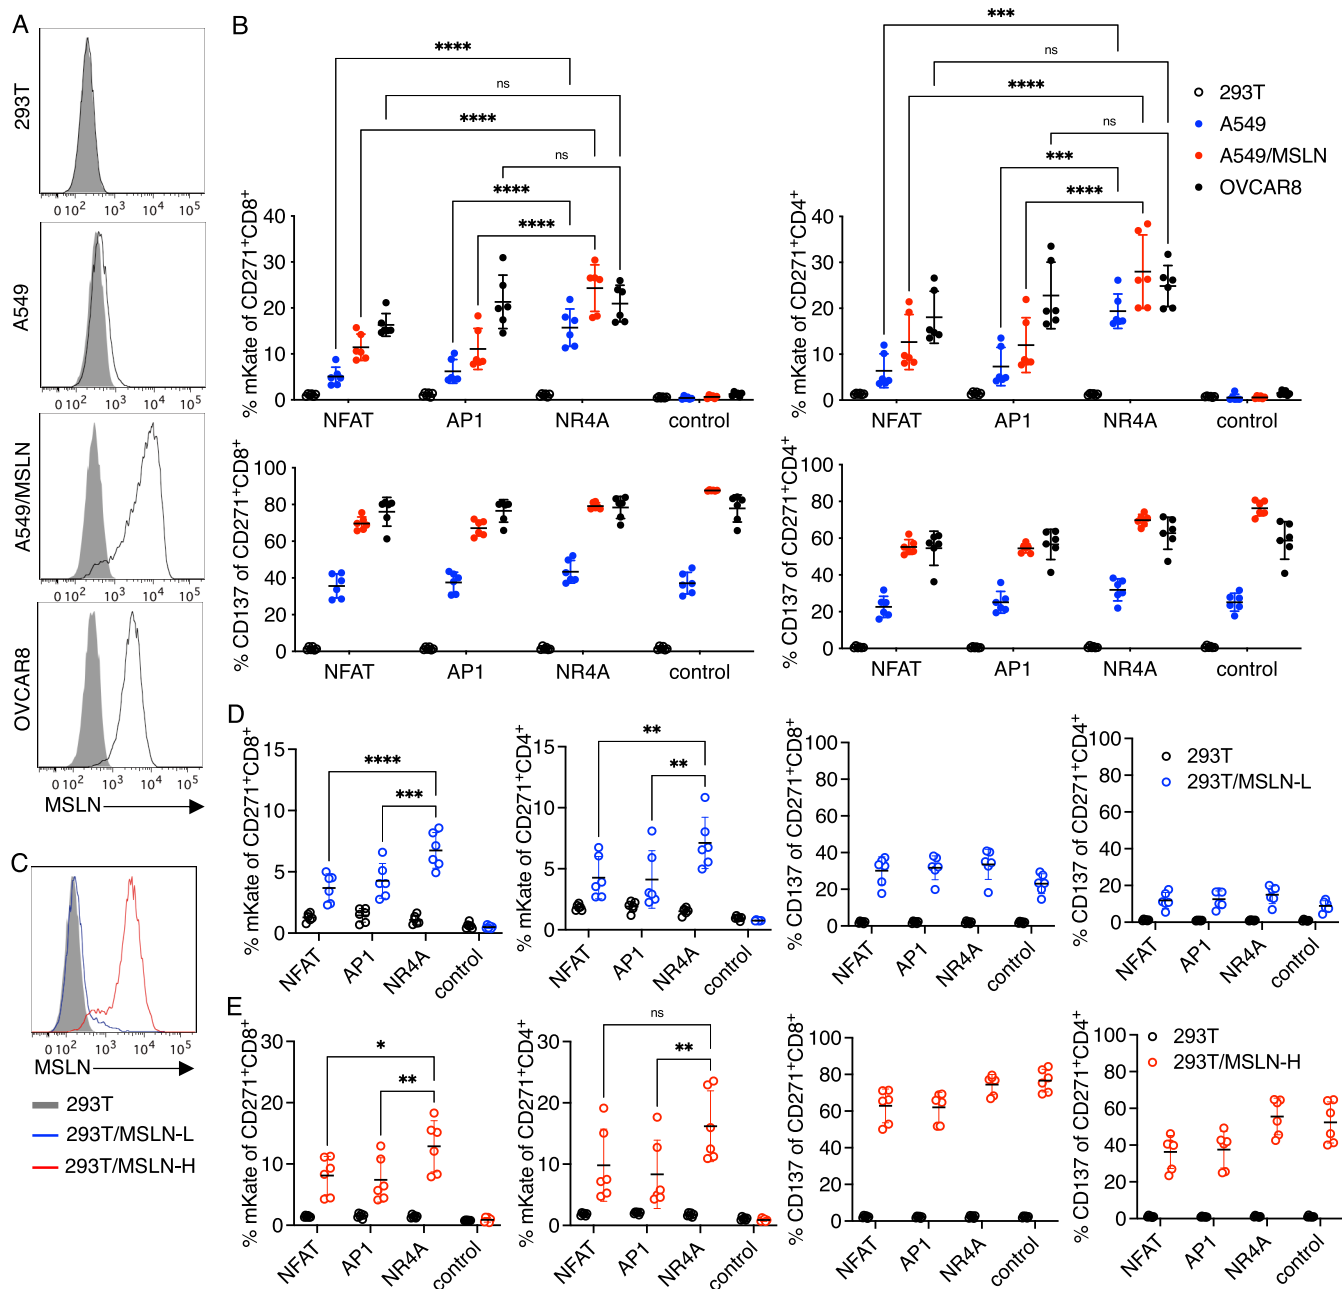 A
293T
0 10² 10³ 10⁴ 10⁵
A549
0 10² 10³ 10⁴ 10⁵
A549/MSLN
0 10² 10³ 10⁴ 10⁵
OVCAR8
0 10² 10³ 10⁴ 10⁵
MSLN
B
****
ns
****
ns
****
****
% mKate of CD271⁺CD8⁺
40
30
20
10
0
NFAT AP1 NR4A control
***
ns
****
ns
***
****
% mKate of CD271⁺CD4⁺
40
30
20
10
0
NFAT AP1 NR4A control
293T
A549
A549/MSLN
OVCAR8
% CD137 of CD271⁺CD8⁺
100
80
60
40
20
0
NFAT AP1 NR4A control
% CD137 of CD271⁺CD4⁺
100
80
60
40
20
0
NFAT AP1 NR4A control
C
0 10² 10³ 10⁴ 10⁵
MSLN
293T
293T/MSLN-L
293T/MSLN-H
D
% mKate of CD271⁺CD8⁺
15
10
5
0
****
***
NFAT AP1 NR4A control
% mKate of CD271⁺CD4⁺
15
10
5
0
**
**
NFAT AP1 NR4A control
% CD137 of CD271⁺CD8⁺
100
80
60
40
20
0
NFAT AP1 NR4A control
% CD137 of CD271⁺CD4⁺
100
80
60
40
20
0
NFAT AP1 NR4A control
293T
293T/MSLN-L
E
% mKate of CD271⁺CD8⁺
30
20
10
0
*
**
NFAT AP1 NR4A control
% mKate of CD271⁺CD4⁺
30
20
10
0
ns
**
NFAT AP1 NR4A control
% CD137 of CD271⁺CD8⁺
100
80
60
40
20
0
NFAT AP1 NR4A control
% CD137 of CD271⁺CD4⁺
100
80
60
40
20
0
NFAT AP1 NR4A control
293T
293T/MSLN-H